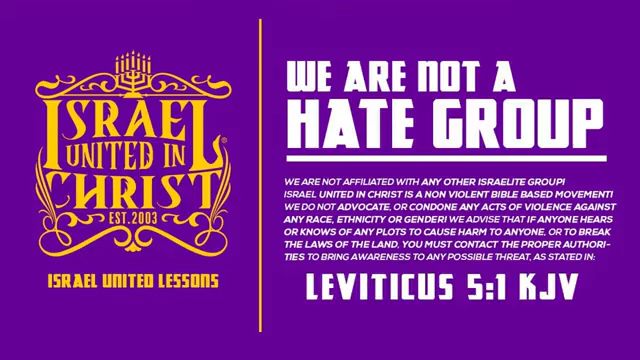 ISRAEL
UNITED IN
CHRIST
EST. 2003
ISRAEL UNITED LESSONS
WE ARE NOT A
HATE GROUP
WE ARE NOT AFFILIATED WITH ANY OTHER ISRAELITE GROUP!
ISRAEL UNITED IN CHRIST IS A NON VIOLENT BIBLE BASED MOVEMENT!
WE DO NOT ADVOCATE, OR CONDONE ANY ACTS OF VIOLENCE AGAINST
ANY RACE, ETHNICITY OR GENDER! WE ADVISE THAT IF ANYONE HEARS
OR KNOWS OF ANY PLOTS TO CAUSE HARM TO ANYONE, OR TO BREAK
THE LAWS OF THE LAND, YOU MUST CONTACT THE PROPER AUTHORI-
TIES TO BRING AWARENESS TO ANY POSSIBLE THREAT, AS STATED IN:
LEVITICUS 5:1 KJV